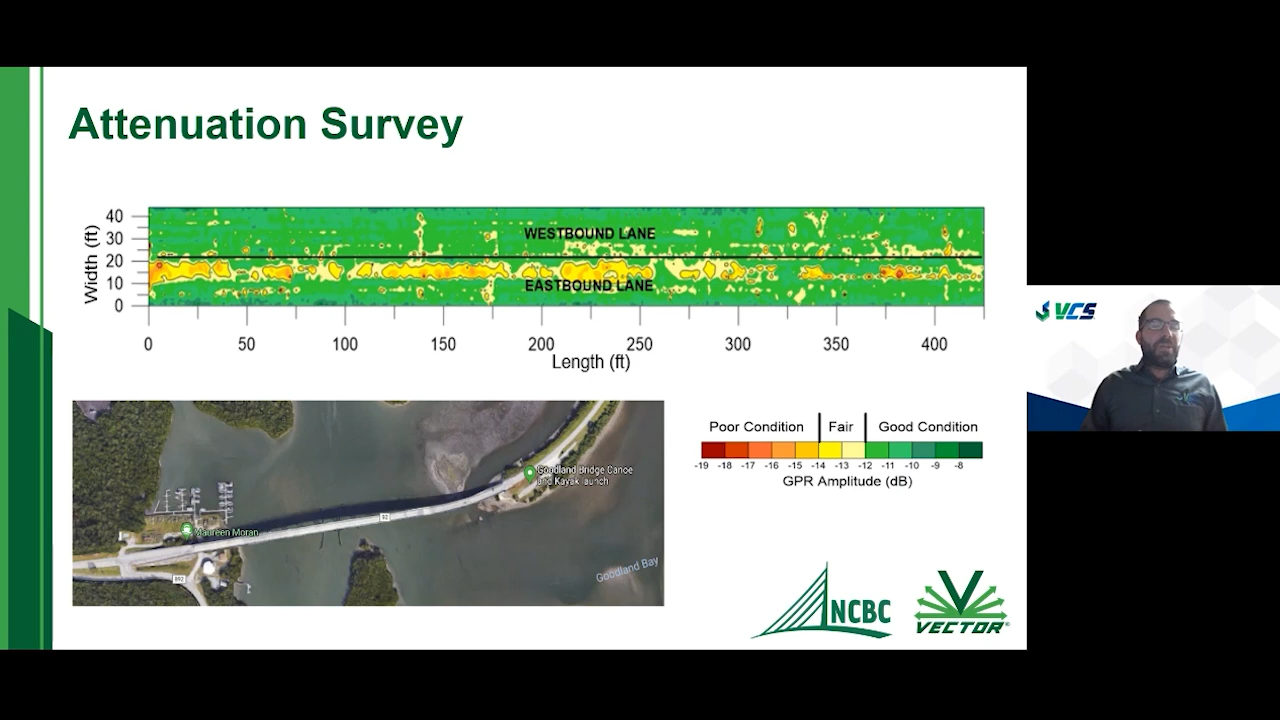 Attenuation Survey
40
30
20
10
0
Width (ft)
WESTBOUND LANE
EASTBOUND LANE
0 50 100 150 200 250 300 350 400
Length (ft)
Goodland Bridge Canoe
and Kayak launch
92
Maureen Moran
892
Goodland Bay
Poor Condition Fair Good Condition
-19 -18 -17 -16 -15 -14 -13 -12 -11 -10 -9 -8
GPR Amplitude (dB)
NCBC
VECTOR®
VCS